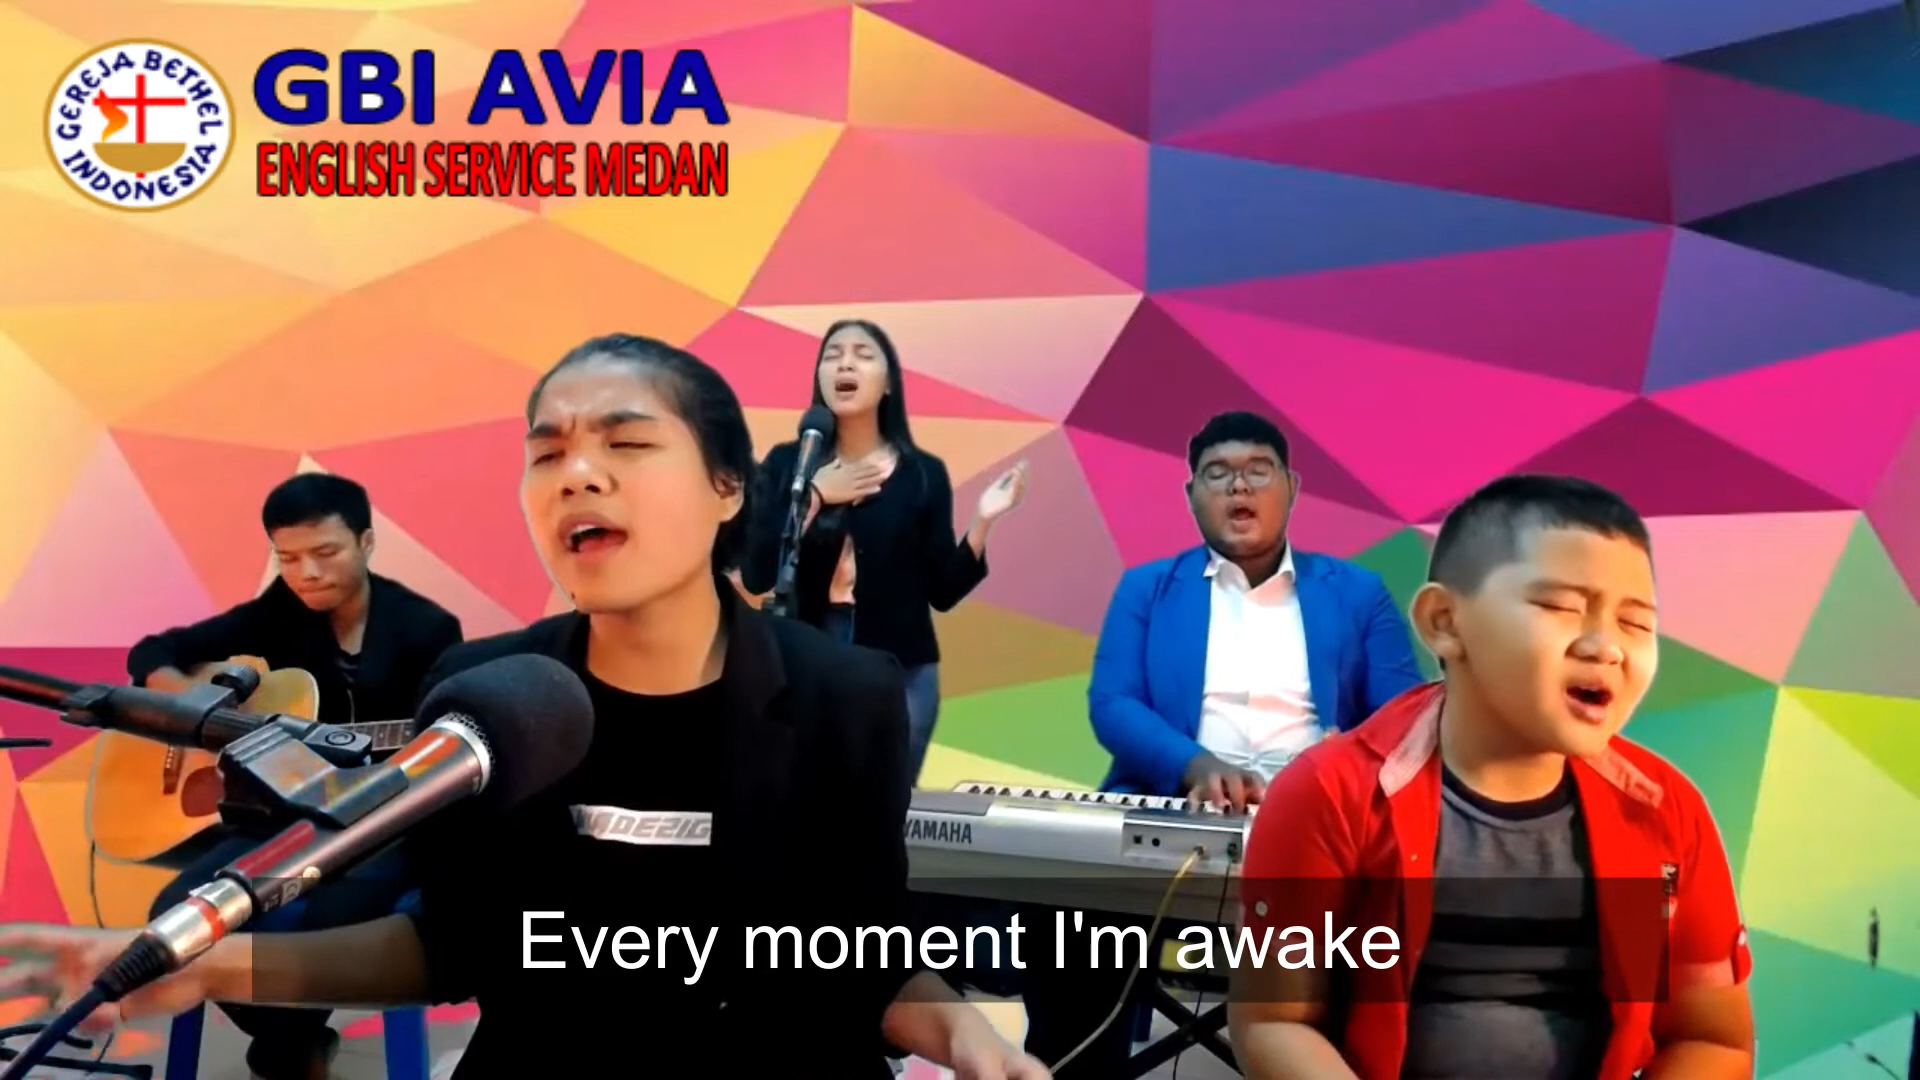 GEREJA BETHEL
INDONESIA
GBI AVIA
ENGLISH SERVICE MEDAN
YAMAHA
Every moment I'm awake